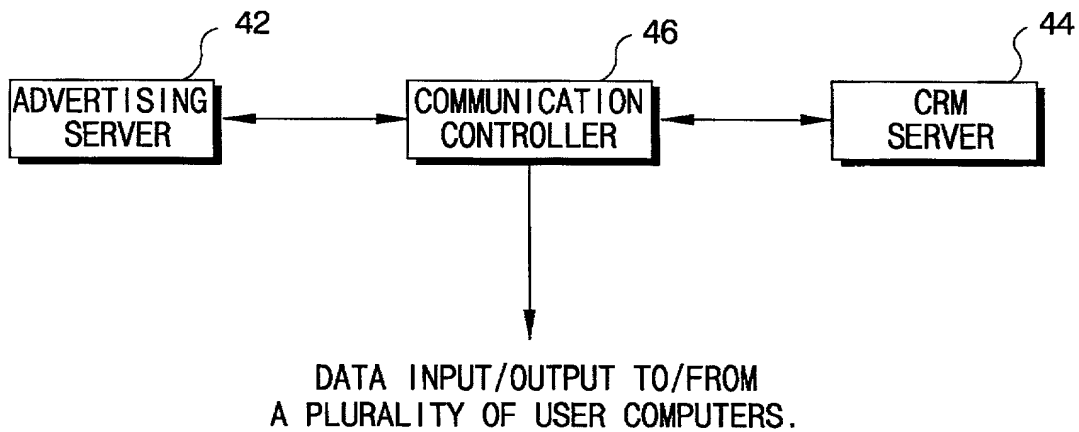 42
46
44
ADVERTISING
SERVER
COMMUNICATION
CONTROLLER
CRM
SERVER
DATA INPUT/OUTPUT TO/FROM
A PLURALITY OF USER COMPUTERS.